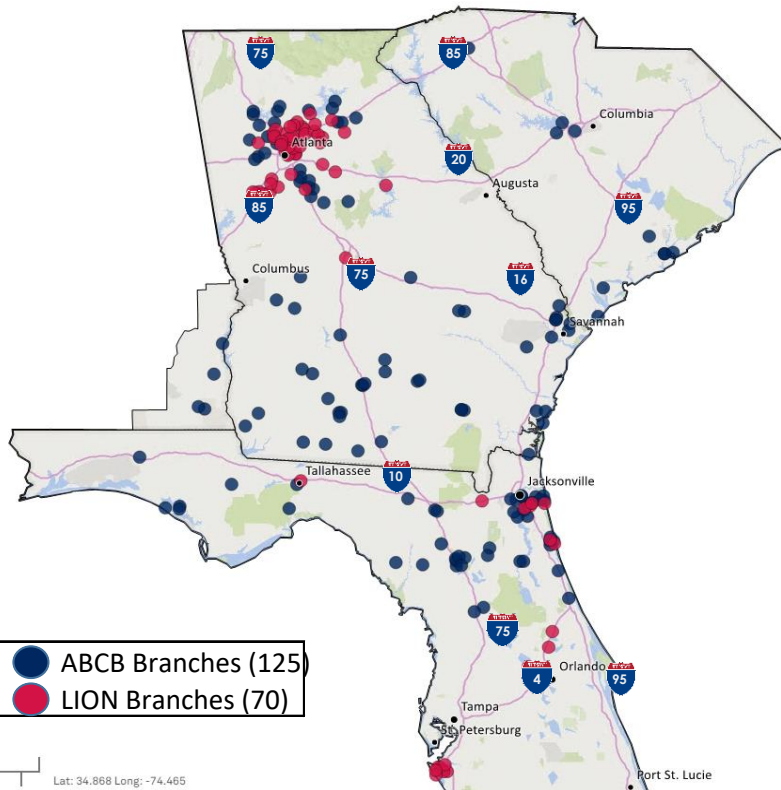 75
85
Columbia
Atlanta
20
Augusta
85
95
Columbus
75
16
Savannah
Tallahassee
10
Jacksonville
75
ABCB Branches (125)
4
Orlando
95
LION Branches (70)
Tampa
St. Petersburg
Lat: 34.868 Long: -74.465
Port St. Lucie